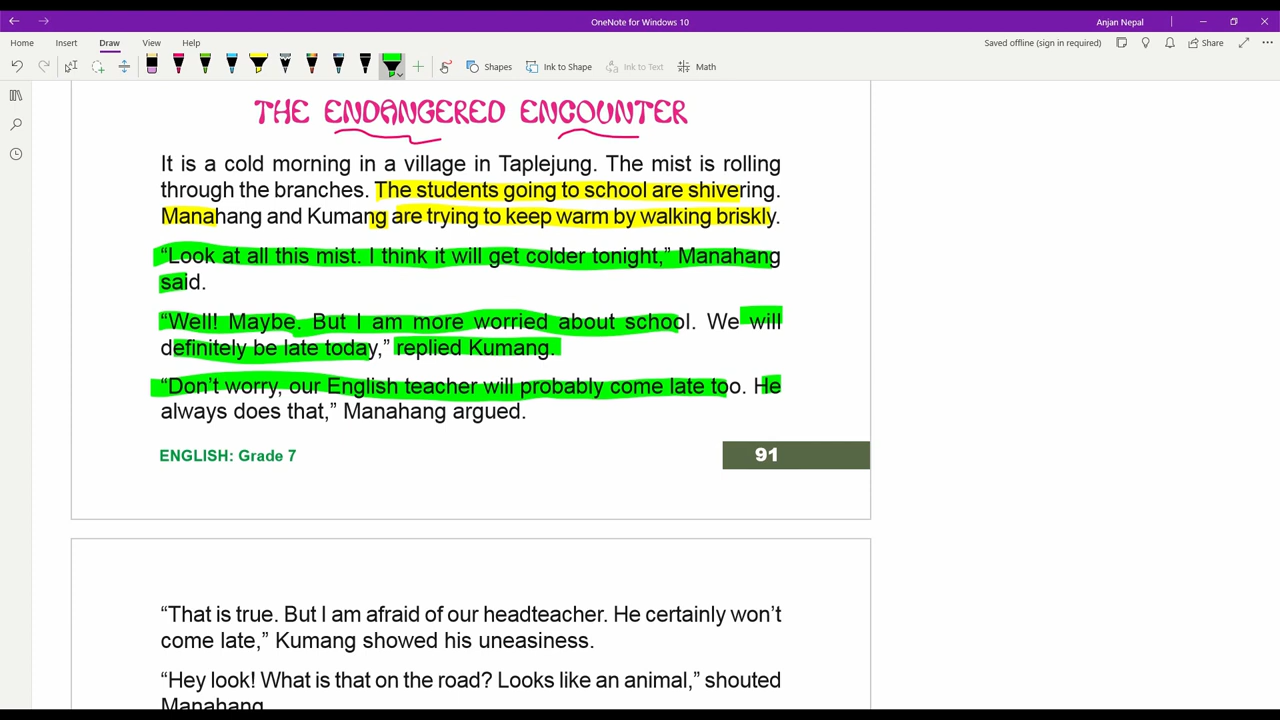 OneNote for Windows 10
Anjan Nepal
Home Insert Draw View Help
Saved offline (sign in required)
Share
Shapes
Ink to Shape
Ink to Text
Math
THE ENDANGERED ENCOUNTER
It is a cold morning in a village in Taplejung. The mist is rolling
through the branches. The students going to school are shivering.
Manahang and Kumang are trying to keep warm by walking briskly.
“Look at all this mist. I think it will get colder tonight,” Manahang
said.
“Well! Maybe. But I am more worried about school. We will
definitely be late today,” replied Kumang.
“Don’t worry, our English teacher will probably come late too. He
always does that,” Manahang argued.
ENGLISH: Grade 7
91
“That is true. But I am afraid of our headteacher. He certainly won’t
come late,” Kumang showed his uneasiness.
“Hey look! What is that on the road? Looks like an animal,” shouted
Manahang.